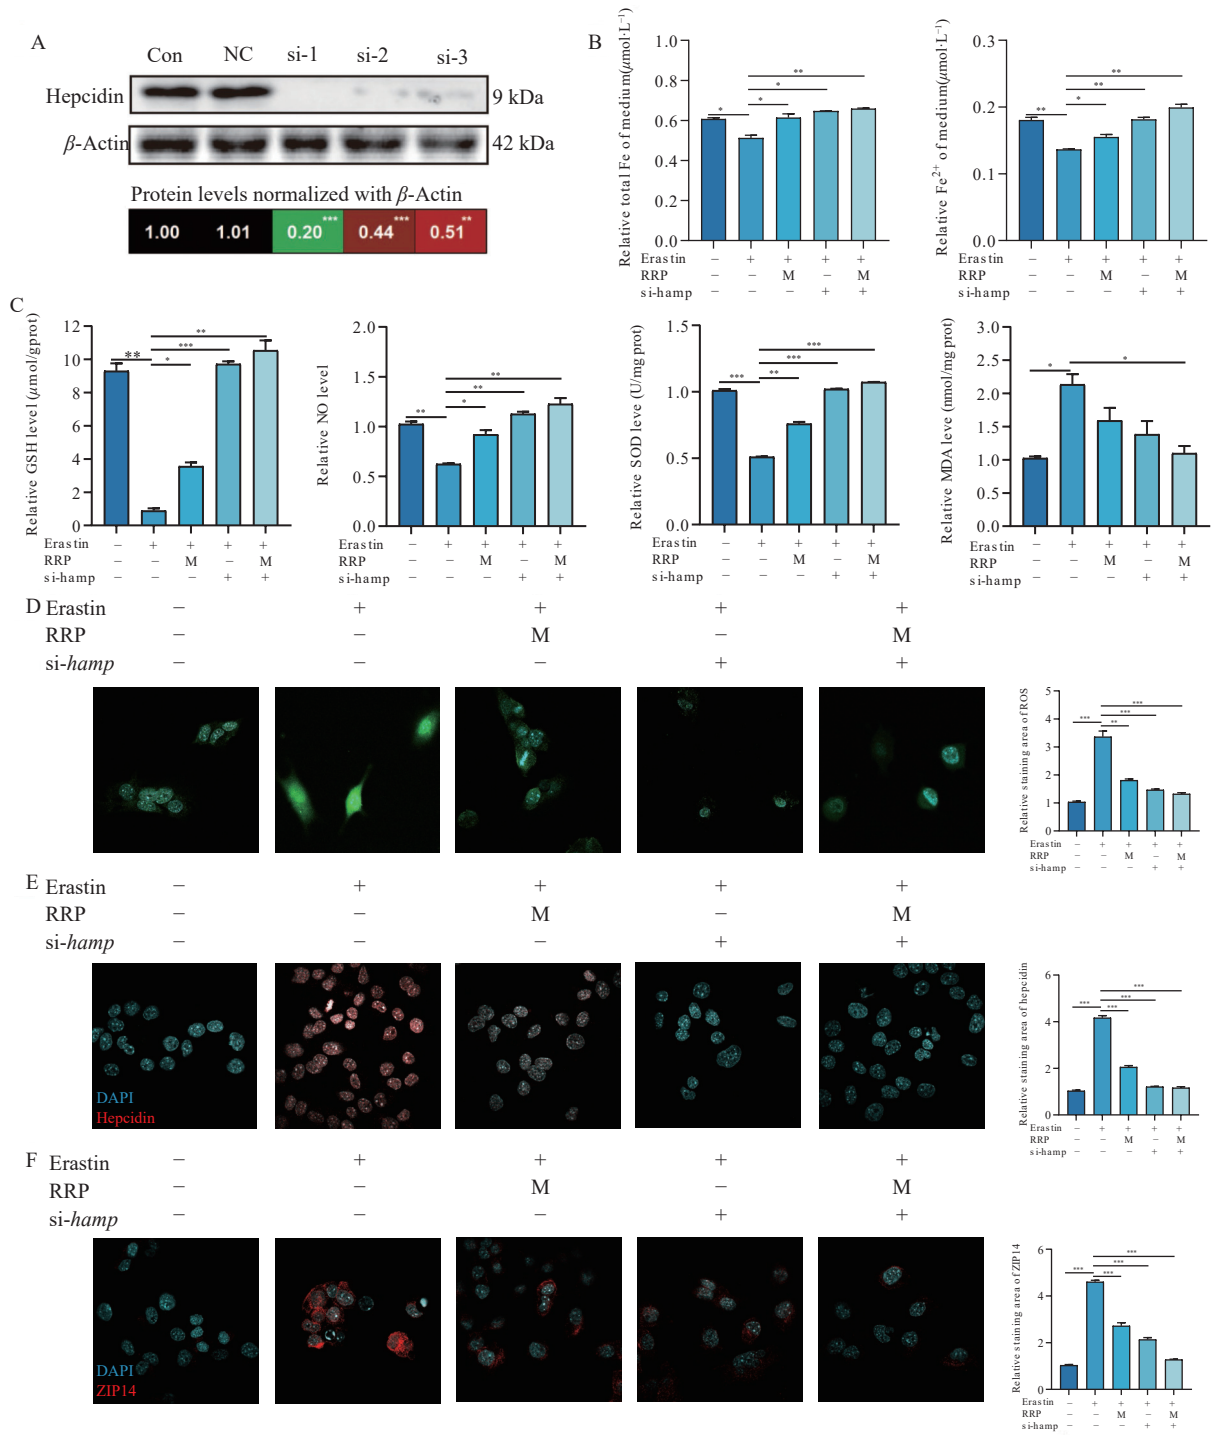 A
Con NC si-1 si-2 si-3
Hepcidin 9 kDa
β-Actin 42 kDa
Protein levels normalized with β-Actin
1.00 1.01 0.20 *** 0.44 *** 0.51 **
B
Relative total Fe of medium(μmol·L⁻¹)
1.0
0.8
0.6
0.4
0.2
0.0
* * * **
Erastin − + + + +
RRP − − M − M
si-hamp − − − + +
Relative Fe²⁺ of medium(μmol·L⁻¹)
0.3
0.2
0.1
0.0
** * ** **
Erastin − + + + +
RRP − − M − M
si-hamp − − − + +
C
Relative GSH level (μmol/gprot)
12
10
8
6
4
2
0
** * *** **
Erastin − + + + +
RRP − − M − M
si-hamp − − − + +
Relative NO level
2.0
1.5
1.0
0.5
0.0
** * ** **
Erastin − + + + +
RRP − − M − M
si-hamp − − − + +
Relative SOD leve (U/mg prot)
1.5
1.0
0.5
0.0
*** ** *** ***
Erastin − + + + +
RRP − − M − M
si-hamp − − − + +
Relative MDA leve (nmol/mg prot)
3.0
2.5
2.0
1.5
1.0
0.5
0.0
* *
Erastin − + + + +
RRP − − M − M
si-hamp − − − + +
D Erastin − + + + +
RRP − − M − M
si-hamp − − − + +
Relative staining area of ROS
5
4
3
2
1
0
*** ** *** ***
Erastin − + + + +
RRP − − M − M
si-hamp − − − + +
E Erastin − + + + +
RRP − − M − M
si-hamp − − − + +
DAPI
Hepcidin
Relative staining area of hepcidin
6
4
2
0
*** *** *** ***
Erastin − + + + +
RRP − − M − M
si-hamp − − − + +
F Erastin − + + + +
RRP − − M − M
si-hamp − − − + +
DAPI
ZIP14
Relative staining area of ZIP14
6
4
2
0
*** *** *** ***
Erastin − + + + +
RRP − − M − M
si-hamp − − − + +